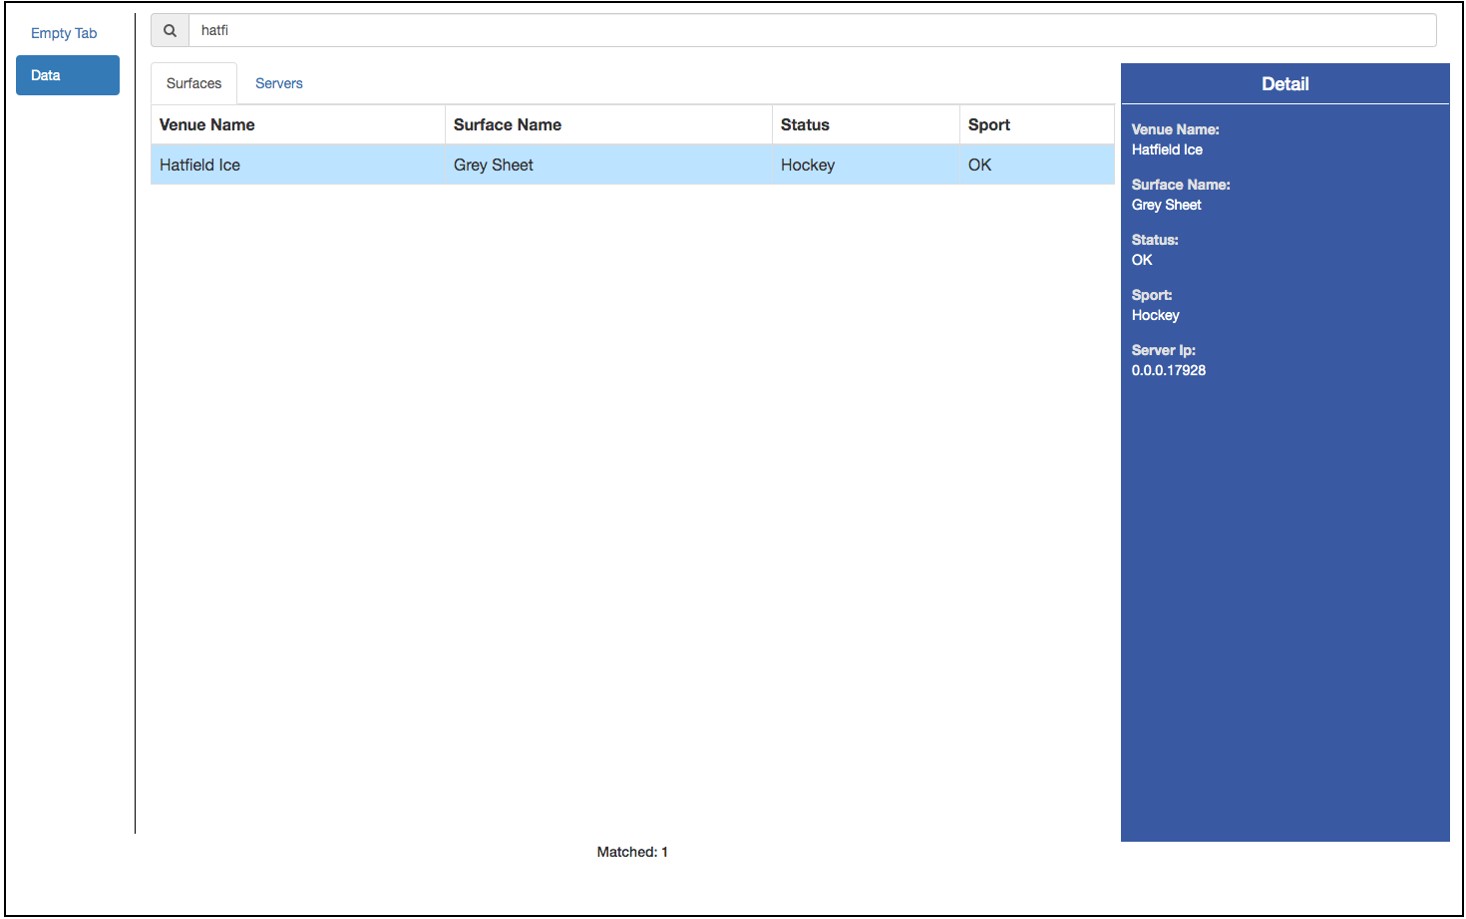 Empty Tab
Data
hatfi
Surfaces Servers
Venue Name Surface Name Status Sport
Hatfield Ice Grey Sheet Hockey OK
Matched: 1
Detail
Venue Name:
Hatfield Ice
Surface Name:
Grey Sheet
Status:
OK
Sport:
Hockey
Server Ip:
0.0.0.17928